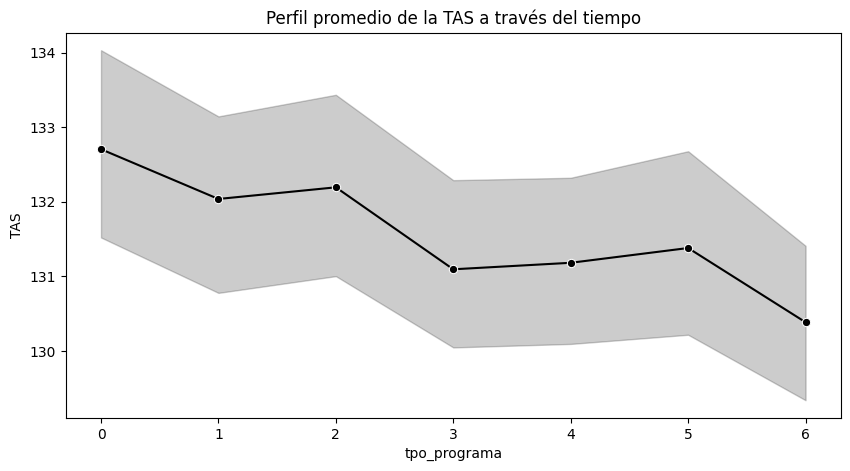 Perfil promedio de la TAS a través del tiempo
134
133
132
131
130
TAS
0 1 2 3 4 5 6
tpo_programa